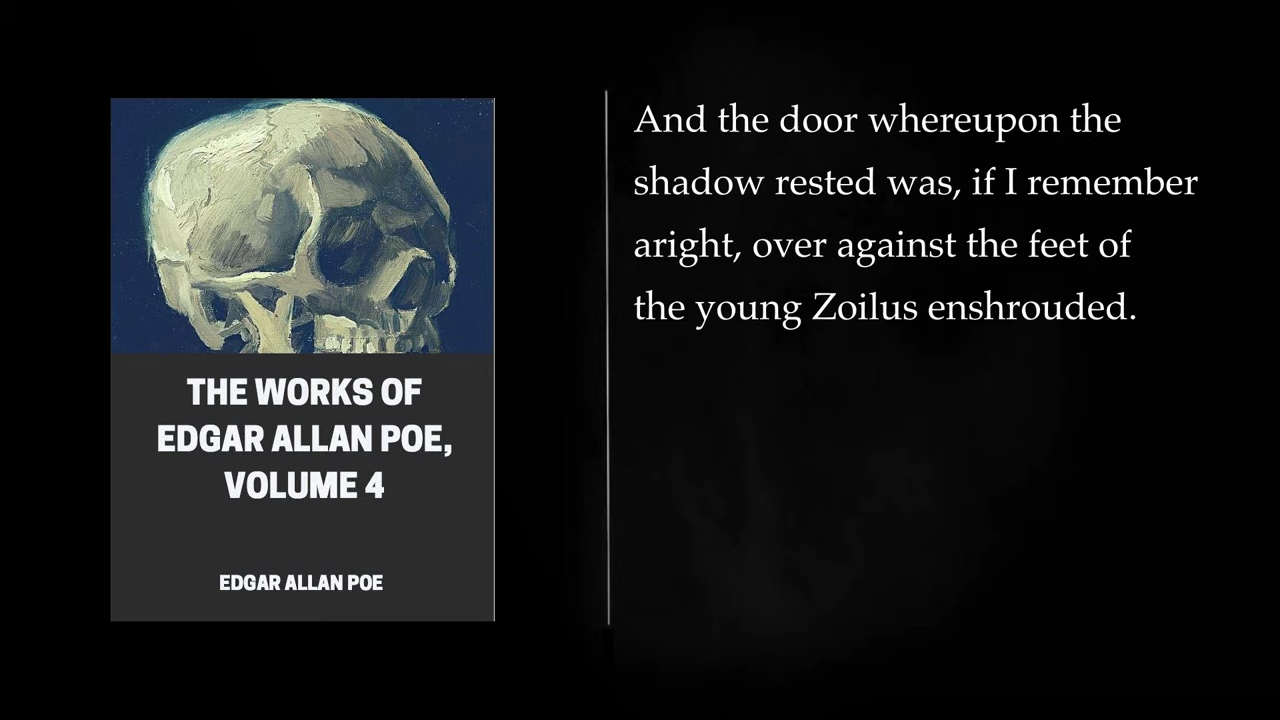 THE WORKS OF
EDGAR ALLAN POE,
VOLUME 4
EDGAR ALLAN POE
And the door whereupon the
shadow rested was, if I remember
aright, over against the feet of
the young Zoilus enshrouded.